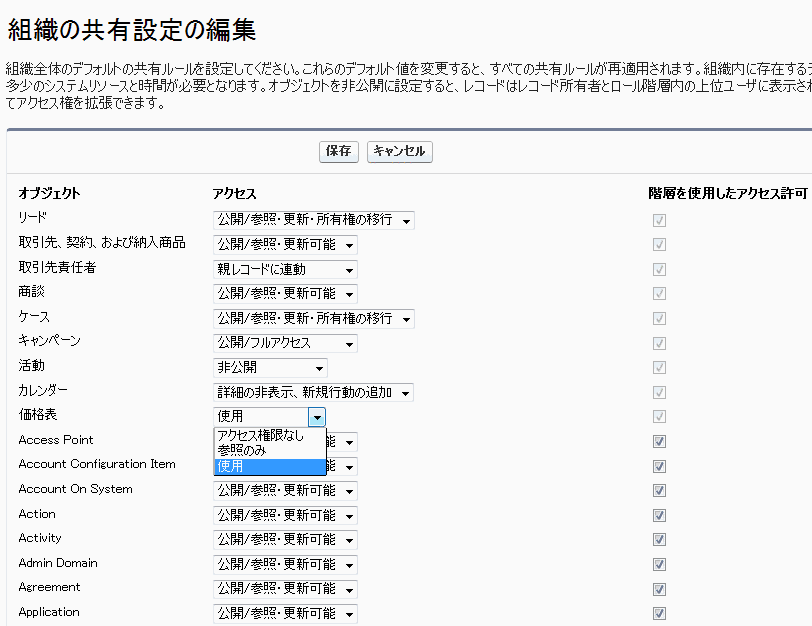 組織の共有設定の編集
組織全体のデフォルトの共有ルールを設定してください。これらのデフォルト値を変更すると、すべての共有ルールが再適用されます。組織内に存在する
多少のシステムリソースと時間が必要となります。オブジェクトを非公開に設定すると、レコードはレコード所有者とロール階層内の上位ユーザに表示さ
てアクセス権を拡張できます。
保存 キャンセル
オブジェクト アクセス 階層を使用したアクセス許可
リード 公開/参照・更新・所有権の移行
取引先、契約、および納入商品 公開/参照・更新可能
取引先責任者 親レコードに連動
商談 公開/参照・更新可能
ケース 公開/参照・更新・所有権の移行
キャンペーン 公開/フルアクセス
活動 非公開
カレンダー 詳細の非表示、新規行動の追加
価格表 使用
アクセス権限なし
Access Point 能
参照のみ
Account Configuration Item 使用 能
Account On System 公開/参照・更新可能
Action 公開/参照・更新可能
Activity 公開/参照・更新可能
Admin Domain 公開/参照・更新可能
Agreement 公開/参照・更新可能
Application 公開/参照・更新可能